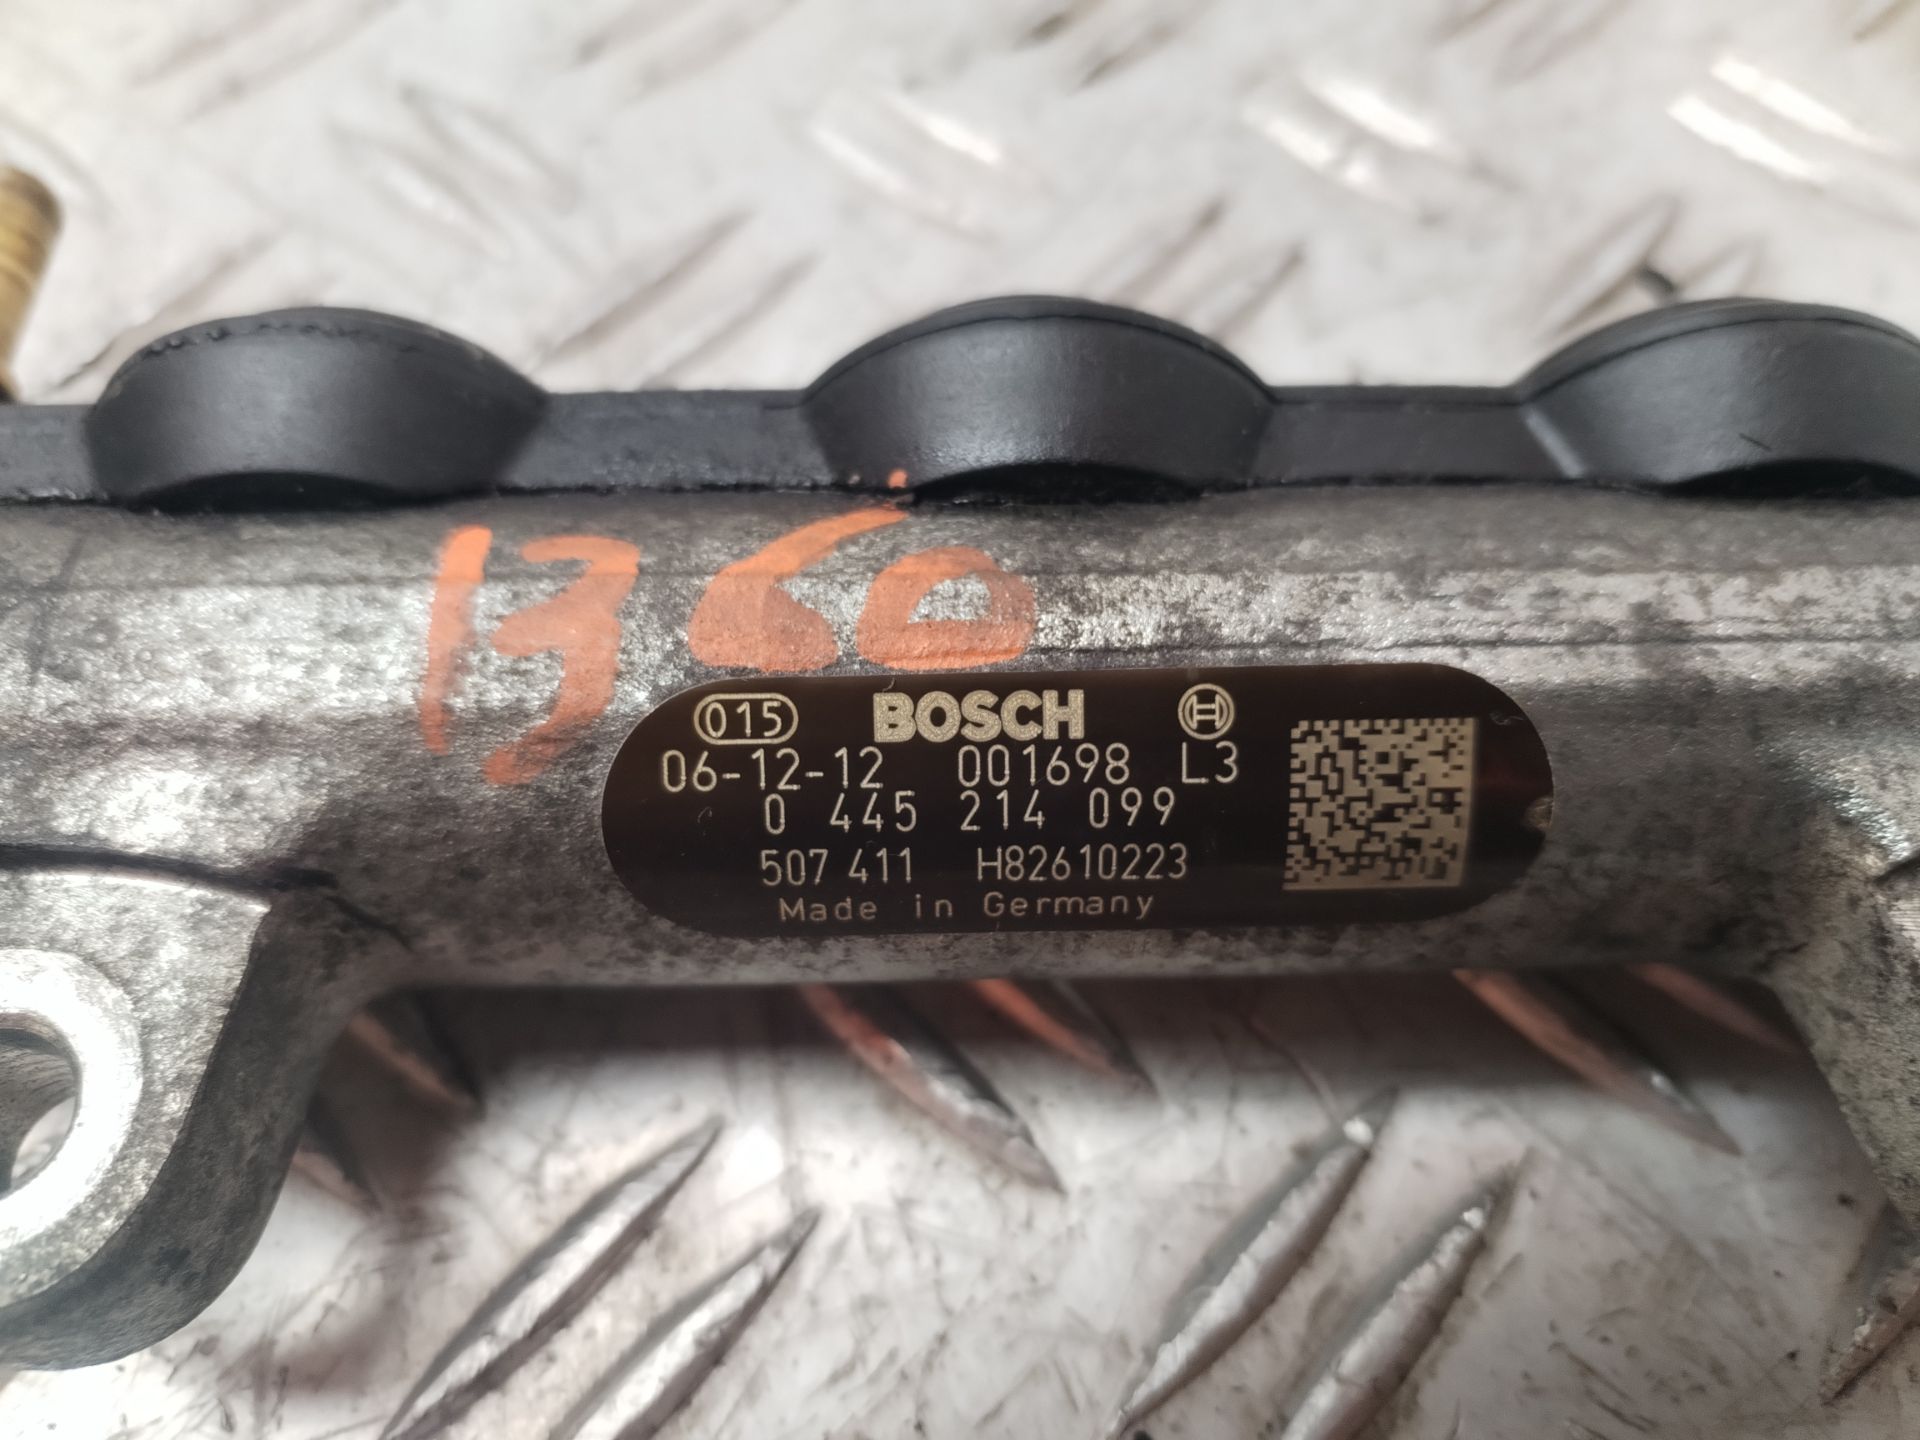 1360
015 BOSCH H
06-12-12 001698 L3
0 445 214 099
507 411 H82610223
Made in Germany